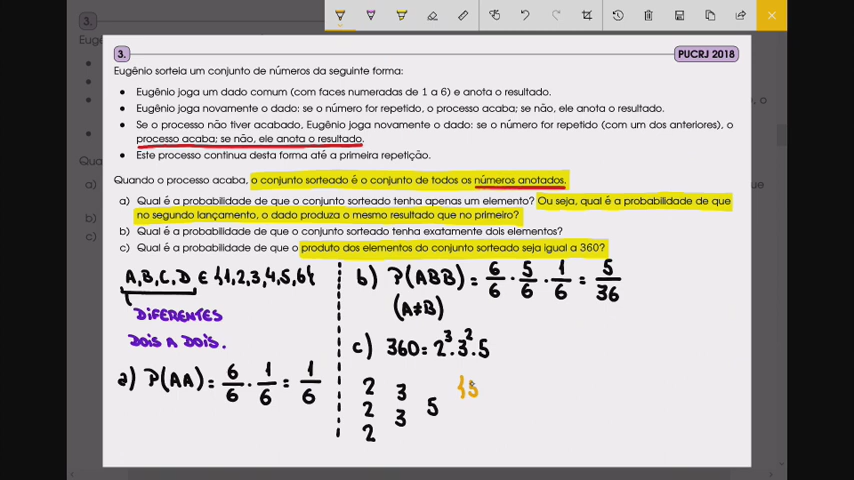 3. PUCRJ 2018
Eugênio sorteia um conjunto de números da seguinte forma:
• Eugênio joga um dado comum (com faces numeradas de 1 a 6) e anota o resultado.
• Eugênio joga novamente o dado: se o número for repetido, o processo acaba; se não, ele anota o resultado.
• Se o processo não tiver acabado, Eugênio joga novamente o dado: se o número for repetido (com um dos anteriores), o
processo acaba; se não, ele anota o resultado.
• Este processo continua desta forma até a primeira repetição.
Quando o processo acaba, o conjunto sorteado é o conjunto de todos os números anotados.
a) Qual é a probabilidade de que o conjunto sorteado tenha apenas um elemento? Ou seja, qual é a probabilidade de que
no segundo lançamento, o dado produza o mesmo resultado que no primeiro?
b) Qual é a probabilidade de que o conjunto sorteado tenha exatamente dois elementos?
c) Qual é a probabilidade de que o produto dos elementos do conjunto sorteado seja igual a 360?
A, B, C, D ∈ {1,2,3,4,5,6}
DIFERENTES
DOIS A DOIS.
a) P(AA) = 6/6 · 1/6 = 1/6
b) P(ABB) = 6/6 · 5/6 · 1/6 = 5/36
(A≠B)
c) 360 = 2³·3²·5
2 3
2 3 5
2
{5